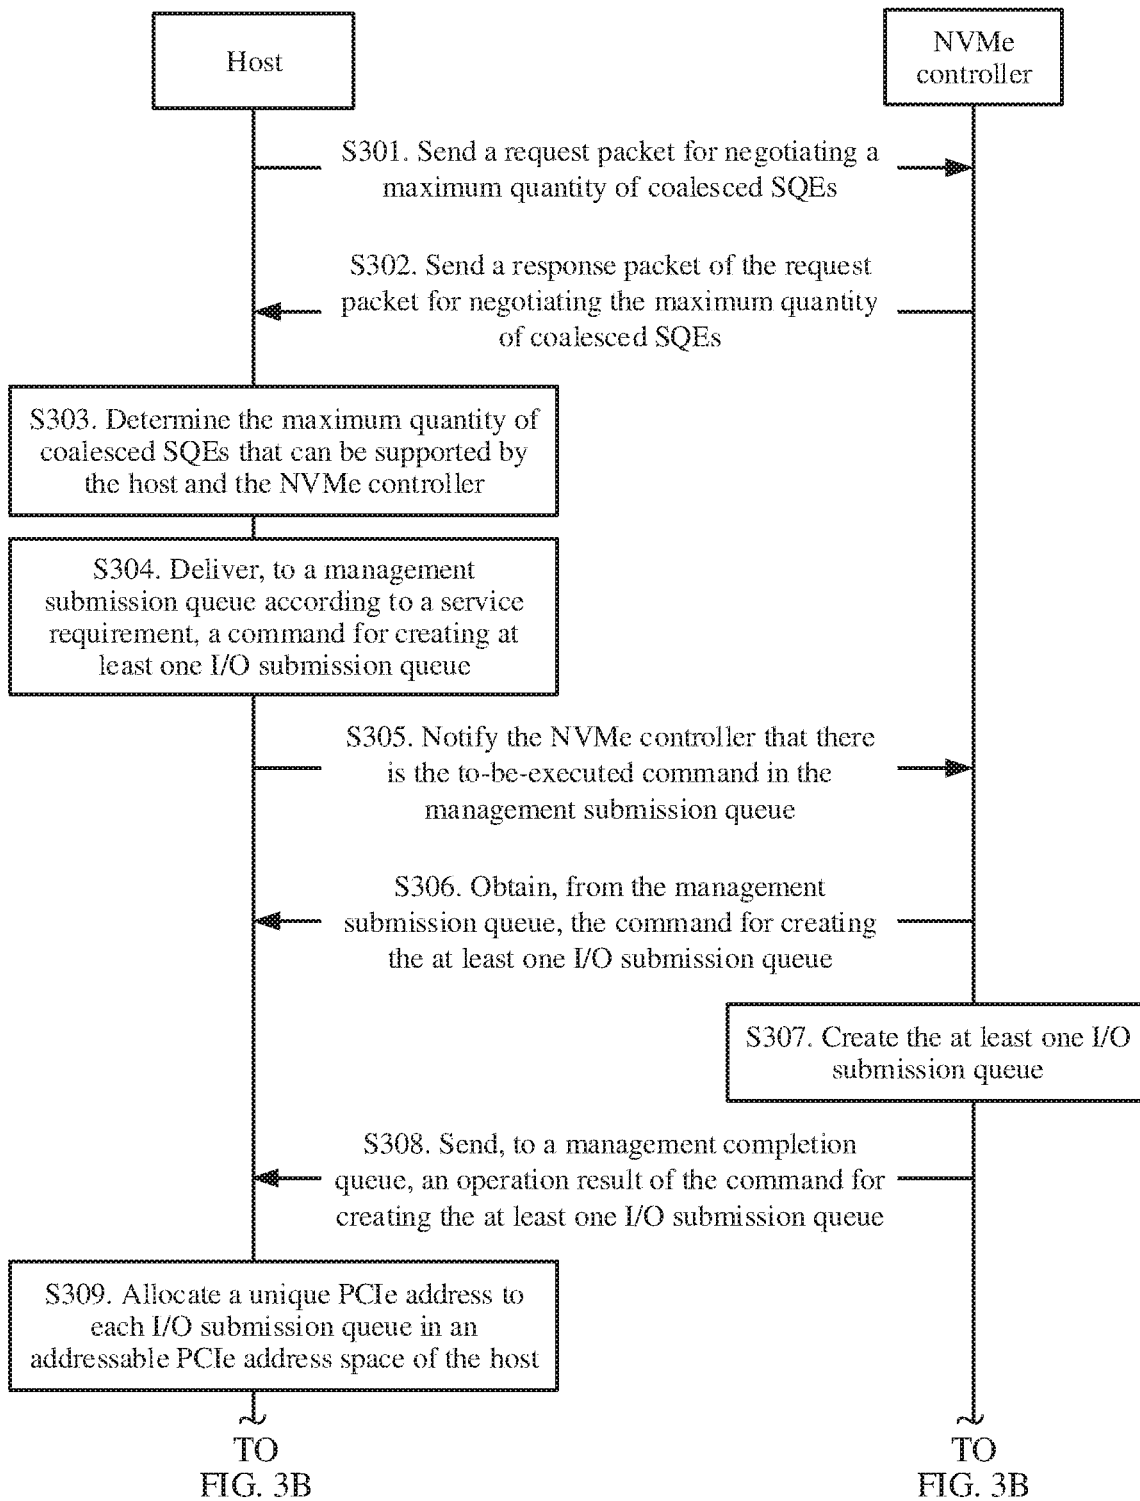 Host
NVMe
controller
S301. Send a request packet for negotiating a
maximum quantity of coalesced SQEs
S302. Send a response packet of the request
packet for negotiating the maximum quantity
of coalesced SQEs
S303. Determine the maximum quantity of
coalesced SQEs that can be supported by
the host and the NVMe controller
S304. Deliver, to a management
submission queue according to a service
requirement, a command for creating at
least one I/O submission queue
S305. Notify the NVMe controller that there
is the to-be-executed command in the
management submission queue
S306. Obtain, from the management
submission queue, the command for creating
the at least one I/O submission queue
S307. Create the at least one I/O
submission queue
S308. Send, to a management completion
queue, an operation result of the command for
creating the at least one I/O submission queue
S309. Allocate a unique PCIe address to
each I/O submission queue in an
addressable PCIe address space of the host
TO
FIG. 3B
TO
FIG. 3B